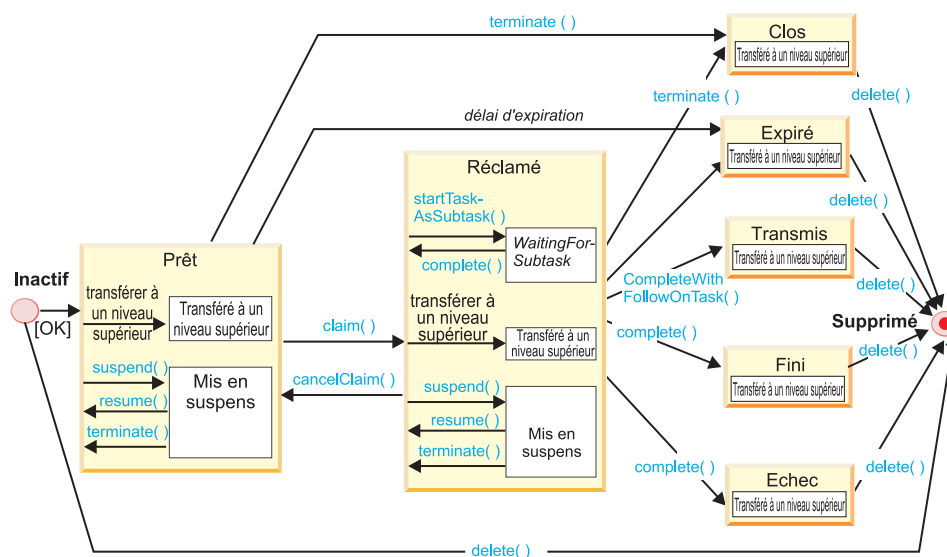 terminate ( )
Clos
Transféré à un niveau supérieur
terminate ( )
delete( )
délai d'expiration
Expiré
Transféré à un niveau supérieur
delete( )
Réclamé
startTask-
AsSubtask( )
WaitingFor-
Subtask
complete( )
Transmis
Transféré à un niveau supérieur
CompleteWith
FollowOnTask( )
delete( )
Inactif
[OK]
Prêt
transférer à
un niveau
supérieur
Transféré à un
niveau supérieur
claim( )
cancelClaim( )
transférer à
un niveau
supérieur
Transféré à un
niveau supérieur
complete( )
Supprimé
Fini
Transféré à un niveau supérieur
delete( )
suspend( )
resume( )
terminate( )
Mis en
suspens
suspend( )
resume( )
terminate( )
Mis en
suspens
complete( )
Echec
Transféré à un niveau supérieur
delete( )
delete( )